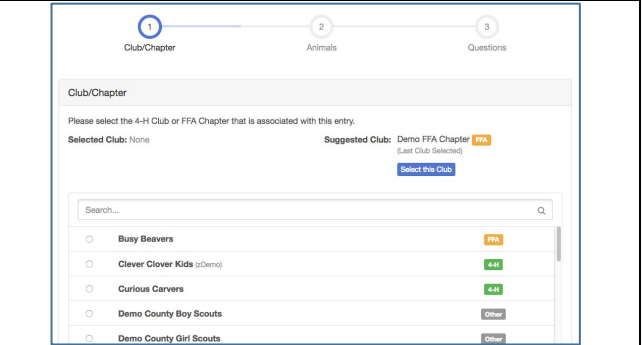 1 2 3
Club/Chapter Animals Questions
Club/Chapter
Please select the 4-H Club or FFA Chapter that is associated with this entry.
Selected Club: None Suggested Club: Demo FFA Chapter FFA
(Last Club Selected)
Select this Club
Search...
Busy Beavers FFA
Clever Clover Kids (zDemo) 4-H
Curious Carvers 4-H
Demo County Boy Scouts Other
Demo County Girl Scouts Other